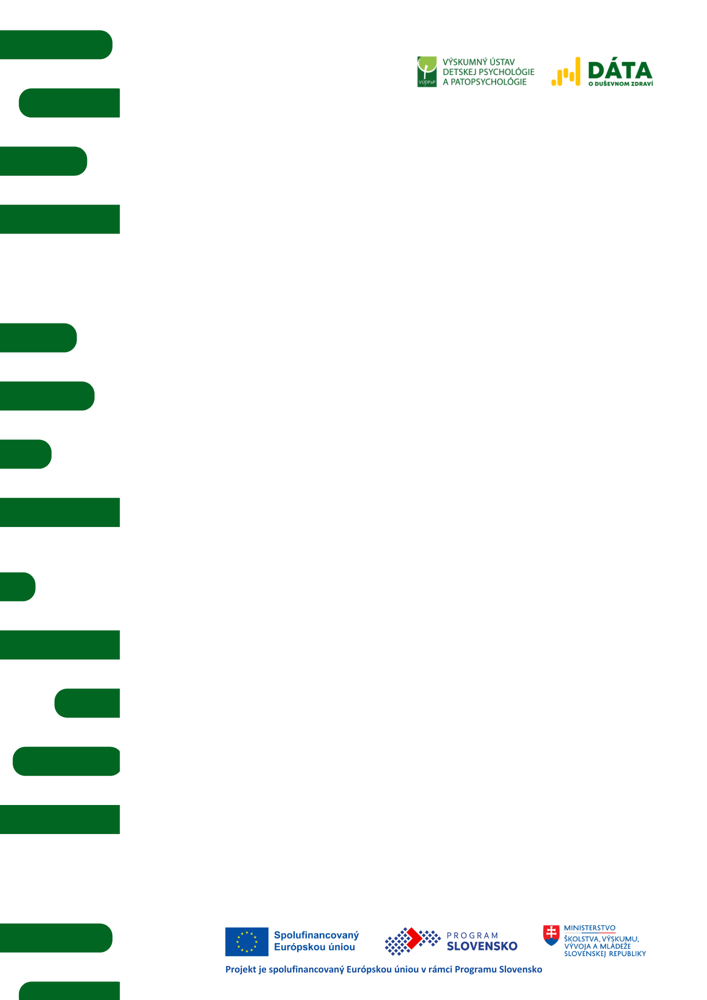 VÝSKUMNÝ ÚSTAV
DETSKEJ PSYCHOLÓGIE
A PATOPSYCHOLÓGIE
VÚDPaP
DÁTA
O DUŠEVNOM ZDRAVÍ
Spolufinancovaný
Európskou úniou
PROGRAM
SLOVENSKO
MINISTERSTVO
ŠKOLSTVA, VÝSKUMU,
VÝVOJA A MLÁDEŽE
SLOVENSKEJ REPUBLIKY
Projekt je spolufinancovaný Európskou úniou v rámci Programu Slovensko